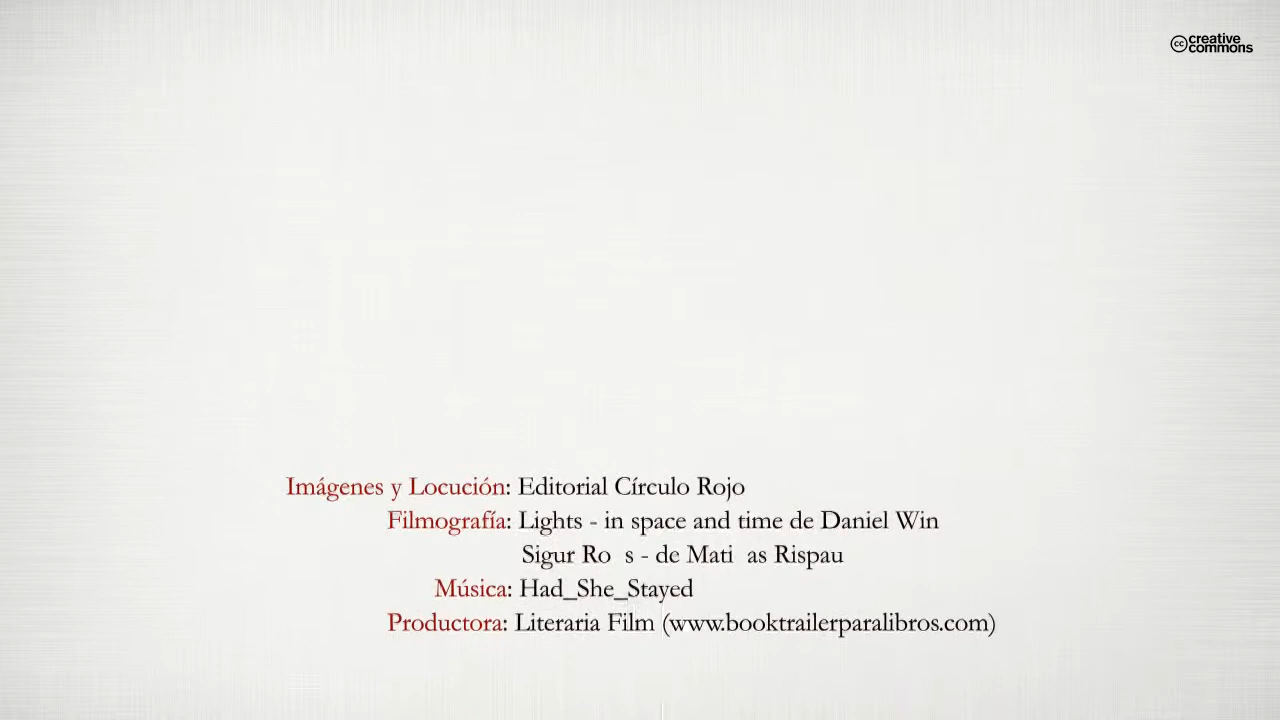 creative
commons
Imágenes y Locución: Editorial Círculo Rojo
Filmografía: Lights - in space and time de Daniel Win
Sigur Ro s - de Mati as Rispau
Música: Had_She_Stayed
Productora: Literaria Film (www.booktrailerparalibros.com)